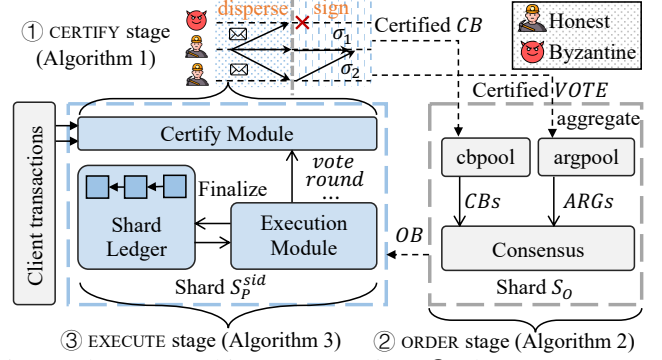 disperse sign
① CERTIFY stage
(Algorithm 1)
σ1
σ2
Certified CB
Honest
Byzantine
Certified VOTE
aggregate
Client transactions
Certify Module
vote
round
...
Finalize
Shard
Ledger
Execution
Module
Shard S_P^sid
OB
cbpool
argpool
CBs
ARGs
Consensus
Shard S_O
③ EXECUTE stage (Algorithm 3)
② ORDER stage (Algorithm 2)